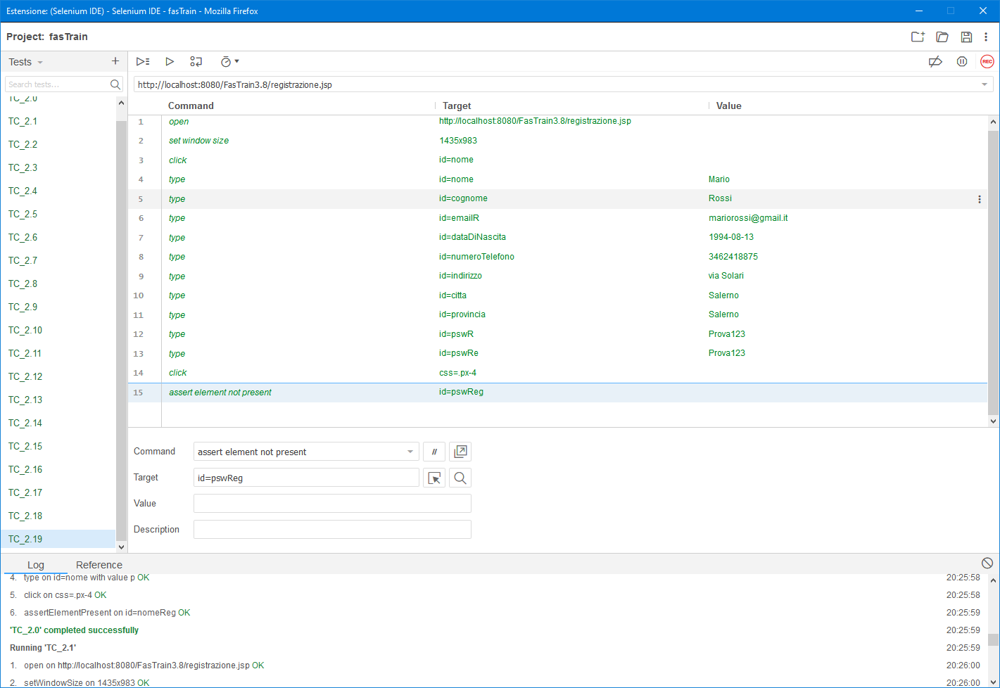 Estensione: (Selenium IDE) - Selenium IDE - fasTrain - Mozilla Firefox
Project: fasTrain
Tests
Search tests...
TC_2.0
TC_2.1
TC_2.2
TC_2.3
TC_2.4
TC_2.5
TC_2.6
TC_2.7
TC_2.8
TC_2.9
TC_2.10
TC_2.11
TC_2.12
TC_2.13
TC_2.14
TC_2.15
TC_2.16
TC_2.17
TC_2.18
TC_2.19
REC
http://localhost:8080/FasTrain3.8/registrazione.jsp
Command Target Value
1 open http://localhost:8080/FasTrain3.8/registrazione.jsp
2 set window size 1435x983
3 click id=nome
4 type id=nome Mario
5 type id=cognome Rossi
6 type id=emailR mariorossi@gmail.it
7 type id=dataDiNascita 1994-08-13
8 type id=numeroTelefono 3462418875
9 type id=indirizzo via Solari
10 type id=citta Salerno
11 type id=provincia Salerno
12 type id=pswR Prova123
13 type id=pswRe Prova123
14 click css=.px-4
15 assert element not present id=pswReg
Command assert element not present //
Target id=pswReg
Value
Description
Log Reference
4. type on id=nome with value p OK 20:25:58
5. click on css=.px-4 OK 20:25:58
6. assertElementPresent on id=nomeReg OK 20:25:59
'TC_2.0' completed successfully 20:25:59
Running 'TC_2.1' 20:25:59
1. open on http://localhost:8080/FasTrain3.8/registrazione.jsp OK 20:26:00
2. setWindowSize on 1435x983 OK 20:26:00